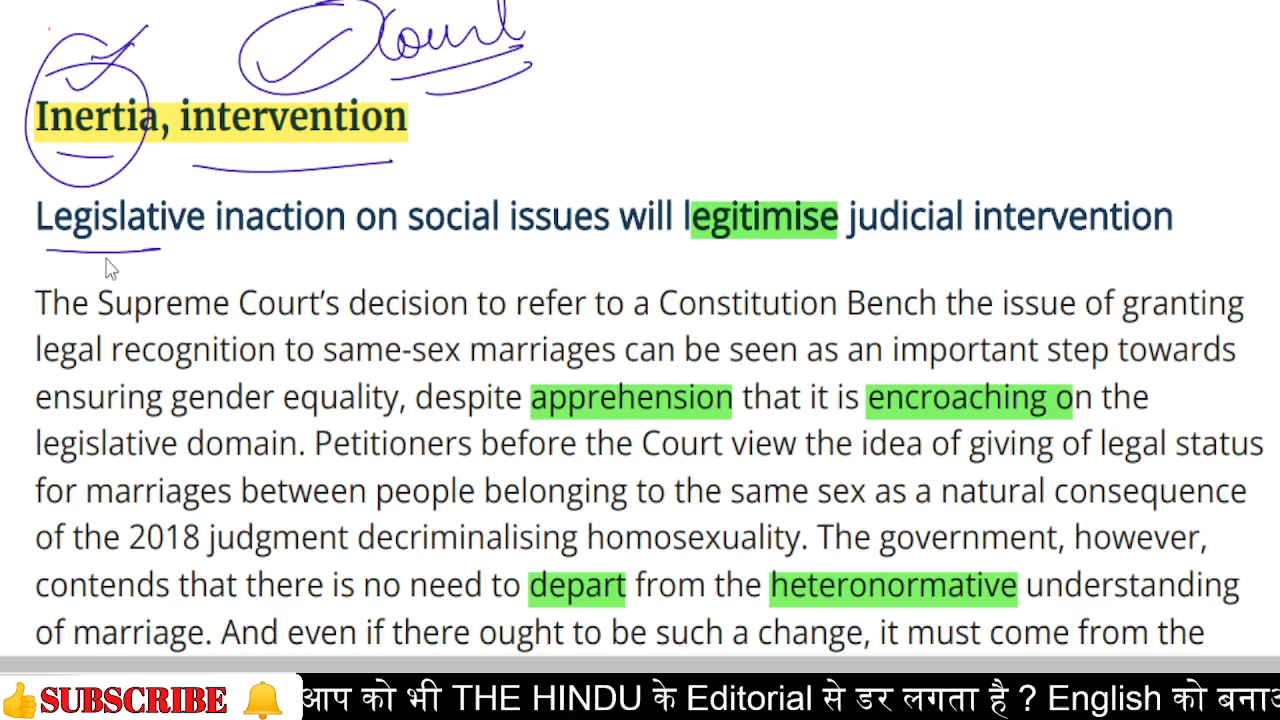 Court
Inertia, intervention
Legislative inaction on social issues will legitimise judicial intervention
The Supreme Court’s decision to refer to a Constitution Bench the issue of granting
legal recognition to same-sex marriages can be seen as an important step towards
ensuring gender equality, despite apprehension that it is encroaching on the
legislative domain. Petitioners before the Court view the idea of giving of legal status
for marriages between people belonging to the same sex as a natural consequence
of the 2018 judgment decriminalising homosexuality. The government, however,
contends that there is no need to depart from the heteronormative understanding
of marriage. And even if there ought to be such a change, it must come from the
SUBSCRIBE आप को भी THE HINDU के Editorial से डर लगता है ? English को